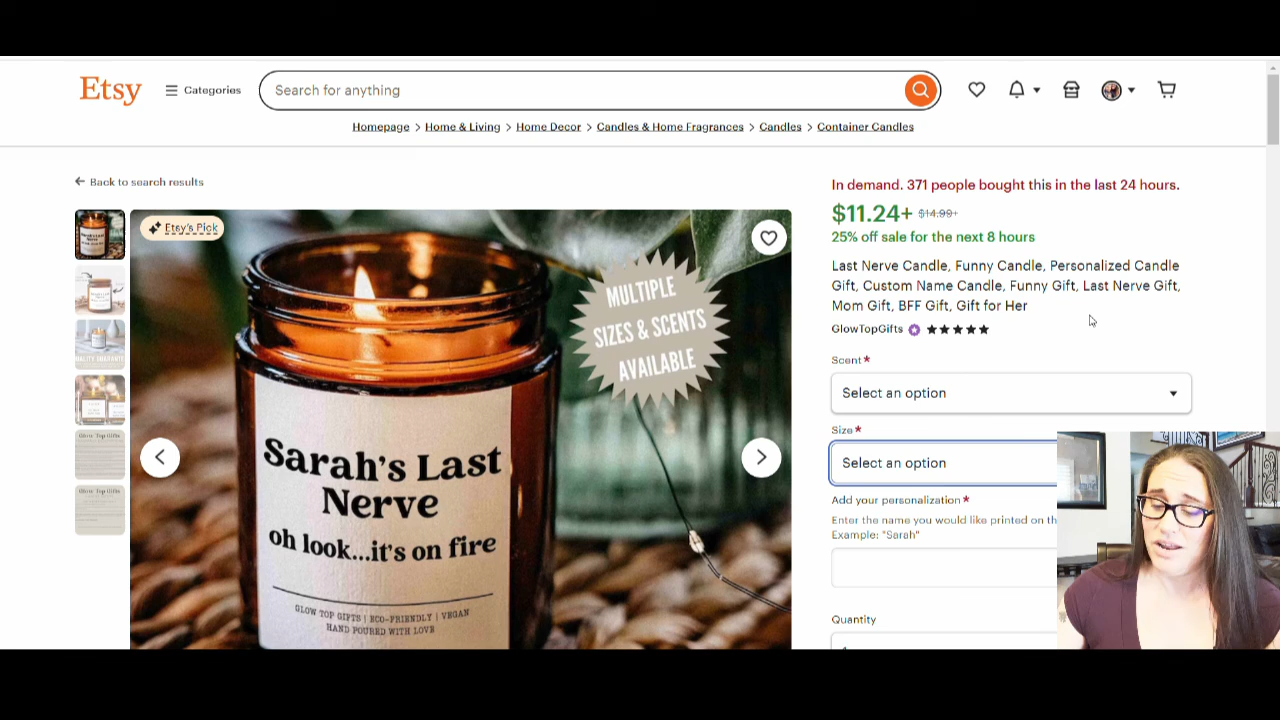 Etsy
Categories
Search for anything
Homepage > Home & Living > Home Decor > Candles & Home Fragrances > Candles > Container Candles
Back to search results
Etsy's Pick
MULTIPLE
SIZES & SCENTS
AVAILABLE
Sarah's Last
Nerve
oh look...it's on fire
GLOW TOP GIFTS | ECO-FRIENDLY | VEGAN
HAND POURED WITH LOVE
In demand. 371 people bought this in the last 24 hours.
$11.24+ $14.99+
25% off sale for the next 8 hours
Last Nerve Candle, Funny Candle, Personalized Candle
Gift, Custom Name Candle, Funny Gift, Last Nerve Gift,
Mom Gift, BFF Gift, Gift for Her
GlowTopGifts
Scent*
Select an option
Size*
Select an option
Add your personalization*
Enter the name you would like printed on th
Example: "Sarah"
Quantity